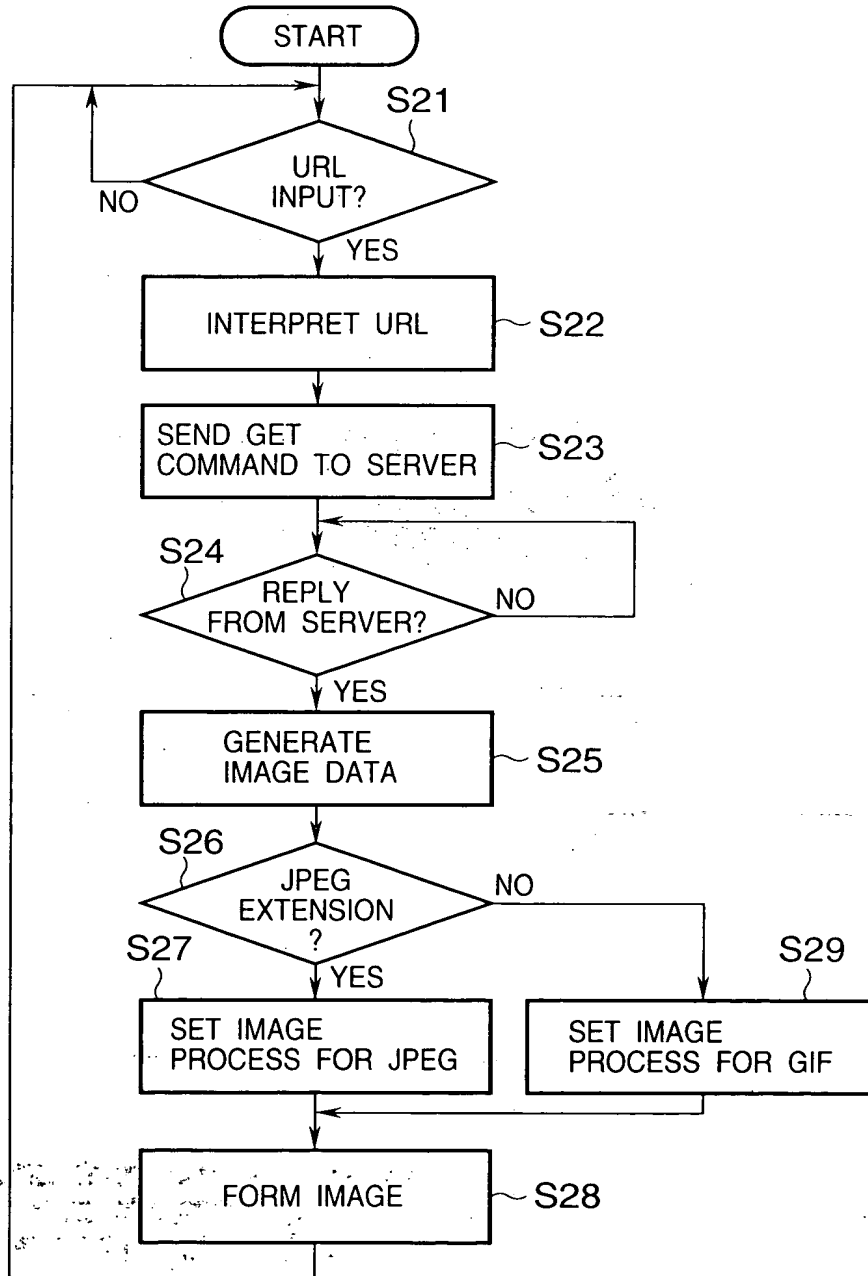 START
S21
URL
INPUT?
NO
YES
INTERPRET URL
S22
SEND GET
COMMAND TO SERVER
S23
S24
REPLY
FROM SERVER?
NO
YES
GENERATE
IMAGE DATA
S25
S26
JPEG
EXTENSION
?
NO
S27
YES
S29
SET IMAGE
PROCESS FOR JPEG
SET IMAGE
PROCESS FOR GIF
FORM IMAGE
S28